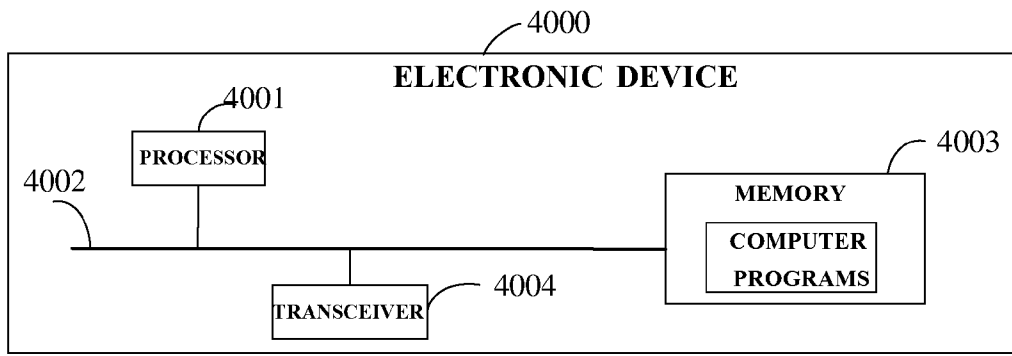 4000
ELECTRONIC DEVICE
4001
PROCESSOR
4002
4003
MEMORY
COMPUTER
PROGRAMS
TRANSCEIVER
4004